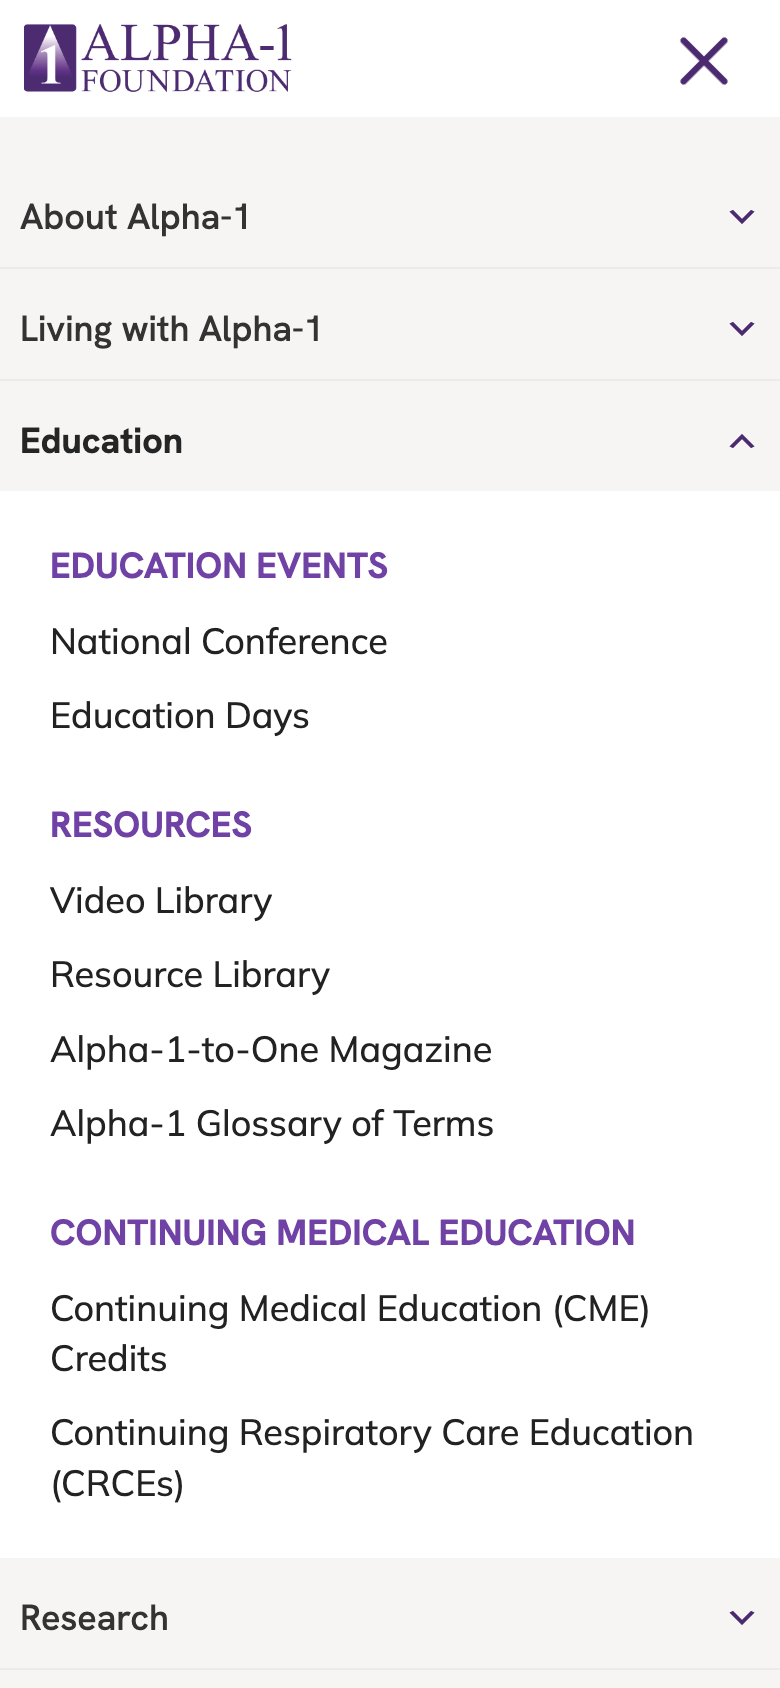 1 ALPHA-1
FOUNDATION
About Alpha-1
Living with Alpha-1
Education
EDUCATION EVENTS
National Conference
Education Days
RESOURCES
Video Library
Resource Library
Alpha-1-to-One Magazine
Alpha-1 Glossary of Terms
CONTINUING MEDICAL EDUCATION
Continuing Medical Education (CME)
Credits
Continuing Respiratory Care Education
(CRCEs)
Research